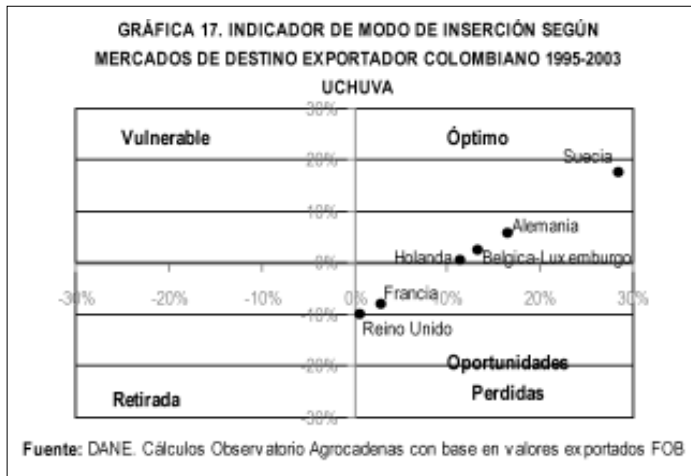 GRÁFICA 17. INDICADOR DE MODO DE INSERCIÓN SEGÚN
MERCADOS DE DESTINO EXPORTADOR COLOMBIANO 1995-2003
UCHUVA
30%
Vulnerable
Óptimo
20%
Suecia
10%
Alemania
Holanda
Belgica-Luxemburgo
0%
-30%
-20%
-10%
0%
10%
20%
30%
Francia
-10%
Reino Unido
-20%
Oportunidades
Perdidas
Retirada
-30%
Fuente: DANE. Cálculos Observatorio Agrocadenas con base en valores exportados FOB